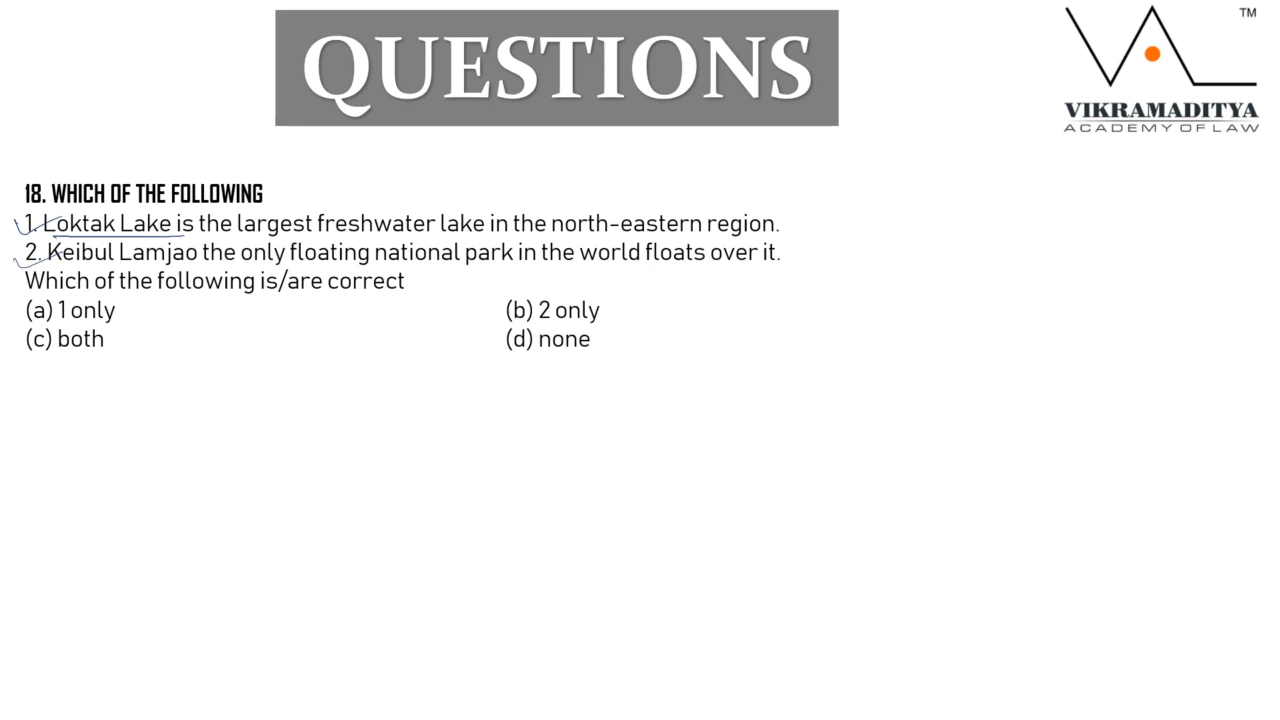 QUESTIONS
TM
VIKRAMADITYA
ACADEMY OF LAW
18. WHICH OF THE FOLLOWING
1. Loktak Lake is the largest freshwater lake in the north-eastern region.
2. Keibul Lamjao the only floating national park in the world floats over it.
Which of the following is/are correct
(a) 1 only (b) 2 only
(c) both (d) none